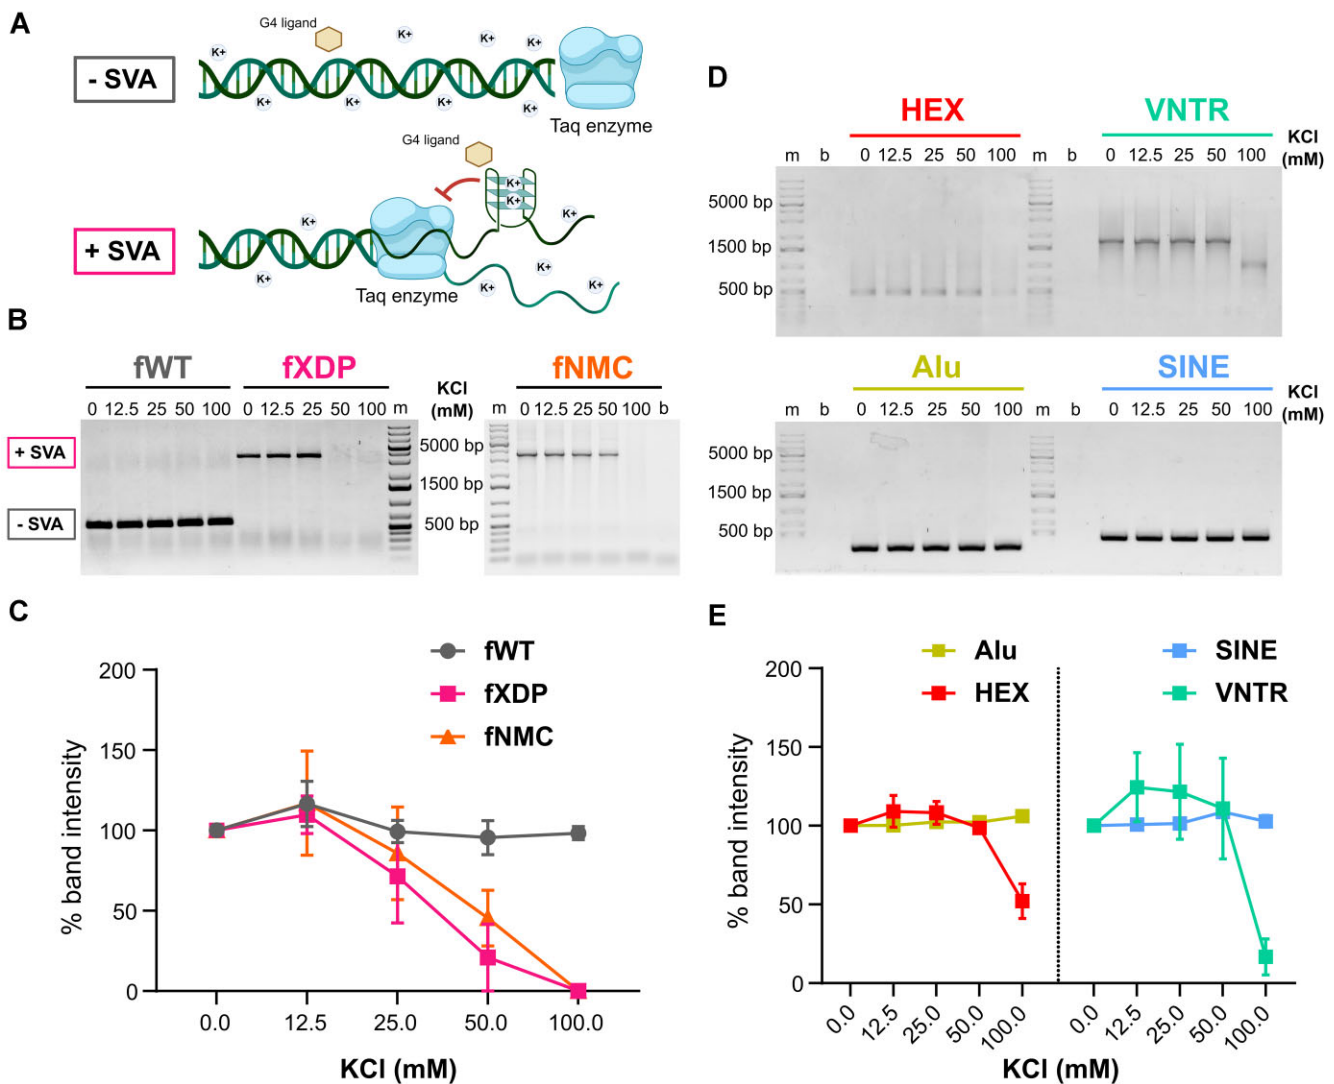 A
G4 ligand
K+ K+ K+ K+
- SVA
K+ K+ K+ K+
Taq enzyme
G4 ligand
K+
K+
K+ K+
+ SVA
K+
K+ K+ K+
Taq enzyme
B
fWT fXDP fNMC
KCl
(mM)
0 12.5 25 50 100 0 12.5 25 50 100 m
m 0 12.5 25 50 100 b
+ SVA
- SVA
5000 bp
1500 bp
500 bp
C
fWT
fXDP
fNMC
% band intensity
200
150
100
50
0
0.0 12.5 25.0 50.0 100.0
KCl (mM)
D
HEX VNTR
KCl
(mM)
m b 0 12.5 25 50 100 m b 0 12.5 25 50 100
5000 bp
1500 bp
500 bp
Alu SINE
KCl
(mM)
m b 0 12.5 25 50 100 m b 0 12.5 25 50 100
5000 bp
1500 bp
500 bp
E
Alu
HEX
SINE
VNTR
% band intensity
200
150
100
50
0
0.0 12.5 25.0 50.0 100.0 0.0 12.5 25.0 50.0 100.0
KCl (mM)